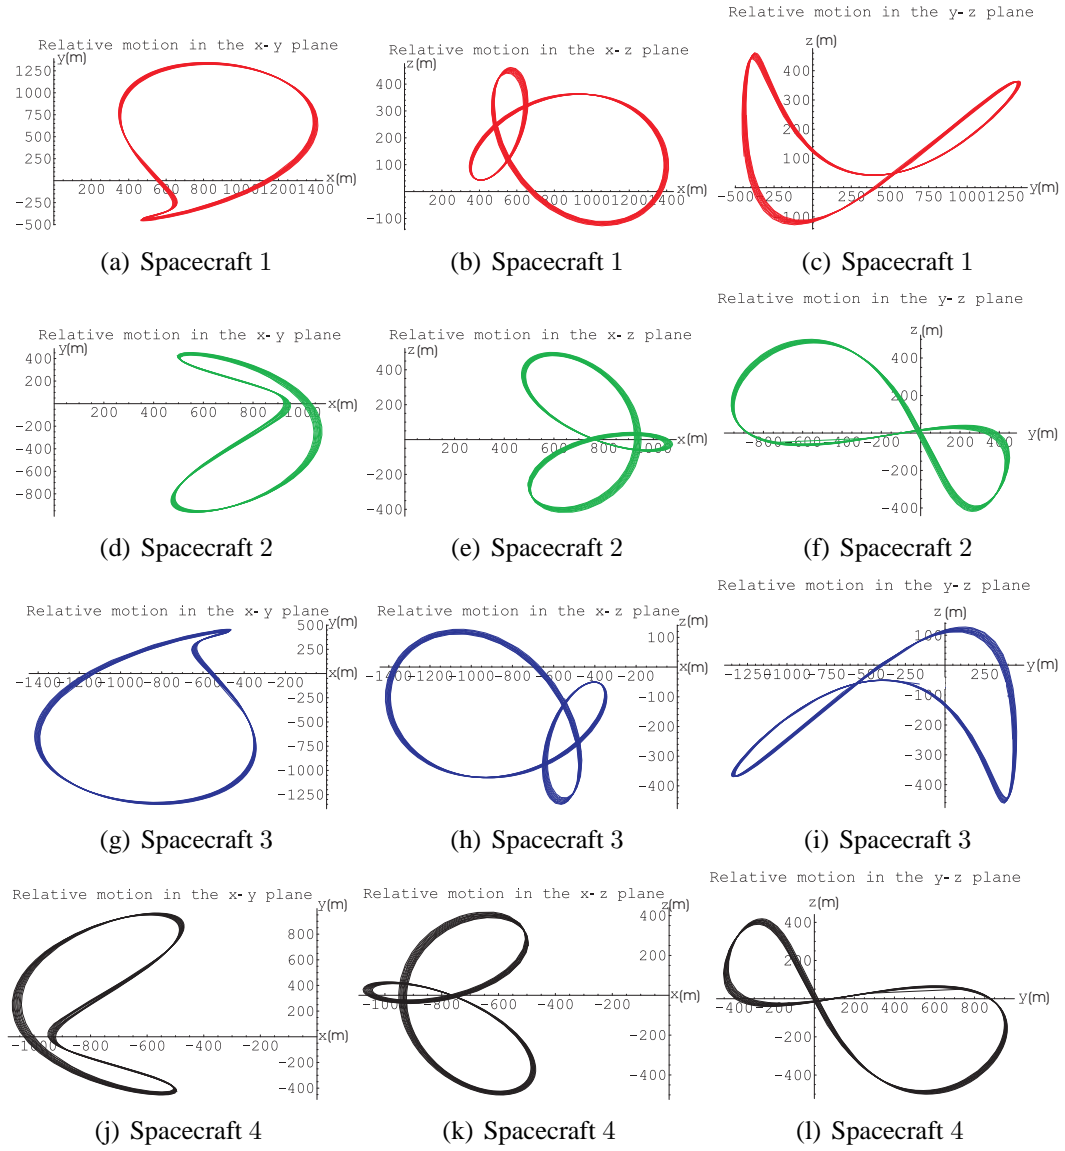 Relative motion in the x-y plane
y(m)
1250
1000
750
500
250
-250
-500
200 400 600 800 1000 1200 1400
x(m)
(a) Spacecraft 1
Relative motion in the x-z plane
z(m)
400
300
200
100
-100
200 400 600 800 1000 1200 1400
x(m)
(b) Spacecraft 1
Relative motion in the y-z plane
z(m)
400
300
200
100
-100
-500 -250 250 500 750 1000 1250
y(m)
(c) Spacecraft 1
Relative motion in the x-y plane
y(m)
400
200
-200
-400
-600
-800
200 400 600 800 1000
x(m)
(d) Spacecraft 2
Relative motion in the x-z plane
z(m)
400
200
-200
-400
200 400 600 800 1000
x(m)
(e) Spacecraft 2
Relative motion in the y-z plane
z(m)
400
200
-200
-400
-800 -600 -400 -200 200 400
y(m)
(f) Spacecraft 2
Relative motion in the x-y plane
y(m)
500
250
-250
-500
-750
-1000
-1250
-1400 -1200 -1000 -800 -600 -400 -200
x(m)
(g) Spacecraft 3
Relative motion in the x-z plane
z(m)
100
-100
-200
-300
-400
-1400 -1200 -1000 -800 -600 -400 -200
x(m)
(h) Spacecraft 3
Relative motion in the y-z plane
z(m)
100
-100
-200
-300
-400
-1250 -1000 -750 -500 -250 250
y(m)
(i) Spacecraft 3
Relative motion in the x-y plane
y(m)
800
600
400
200
-200
-400
-1000 -800 -600 -400 -200
x(m)
(j) Spacecraft 4
Relative motion in the x-z plane
z(m)
400
200
-200
-400
-1000 -800 -600 -400 -200
x(m)
(k) Spacecraft 4
Relative motion in the y-z plane
z(m)
400
200
-200
-400
-400 -200 200 400 600 800
y(m)
(l) Spacecraft 4